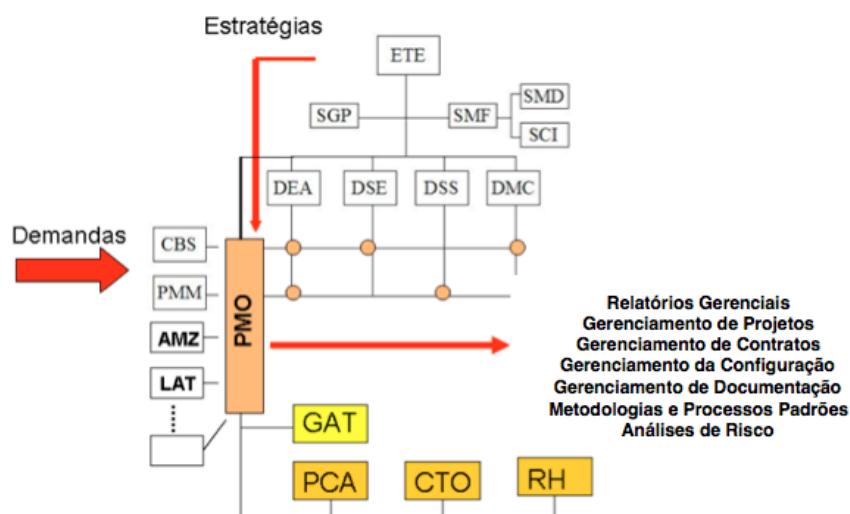 Estratégias
ETE
SGP
SMF
SMD
SCI
DEA
DSE
DSS
DMC
Demandas
CBS
PMM
AMZ
LAT
PMO
Relatórios Gerenciais
Gerenciamento de Projetos
Gerenciamento de Contratos
Gerenciamento da Configuração
Gerenciamento de Documentação
Metodologias e Processos Padrões
Análises de Risco
GAT
PCA
CTO
RH